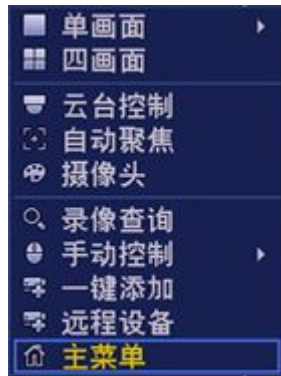 单画面
四画面
云台控制
自动聚焦
摄像头
录像查询
手动控制
一键添加
远程设备
主菜单